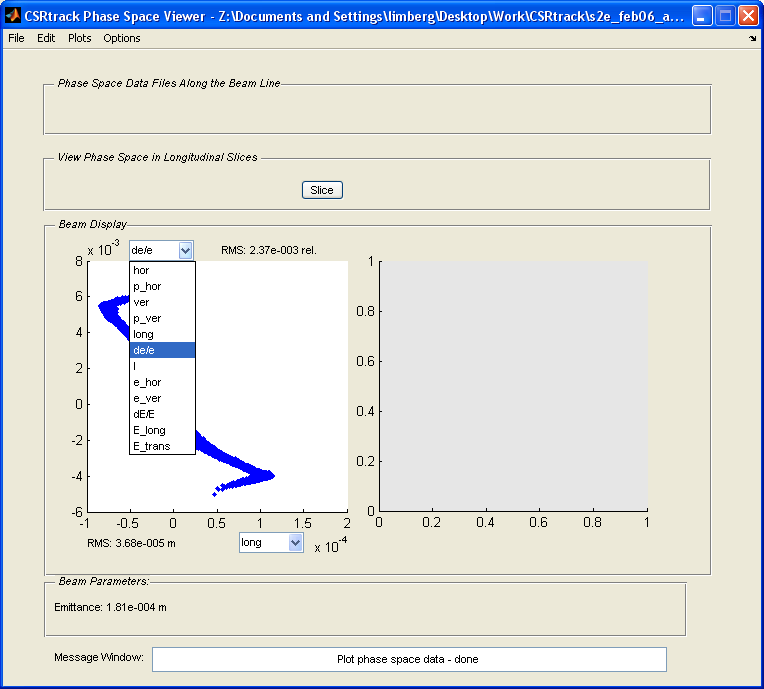 CSRtrack Phase Space Viewer - Z:\Documents and Settings\limberg\Desktop\Work\CSRtrack\s2e_feb06_a...
File Edit Plots Options
Phase Space Data Files Along the Beam Line
View Phase Space in Longitudinal Slices
Slice
Beam Display
x 10^-3
de/e
RMS: 2.37e-003 rel.
hor
p_hor
ver
p_ver
long
de/e
I
e_hor
e_ver
dE/E
E_long
E_trans
8
6
4
2
0
-2
-4
-6
-1 -0.5 0 0.5 1 1.5 2
x 10^-4
RMS: 3.68e-005 m
long
1
0.8
0.6
0.4
0.2
0
0 0.2 0.4 0.6 0.8 1
Beam Parameters:
Emittance: 1.81e-004 m
Message Window:
Plot phase space data - done